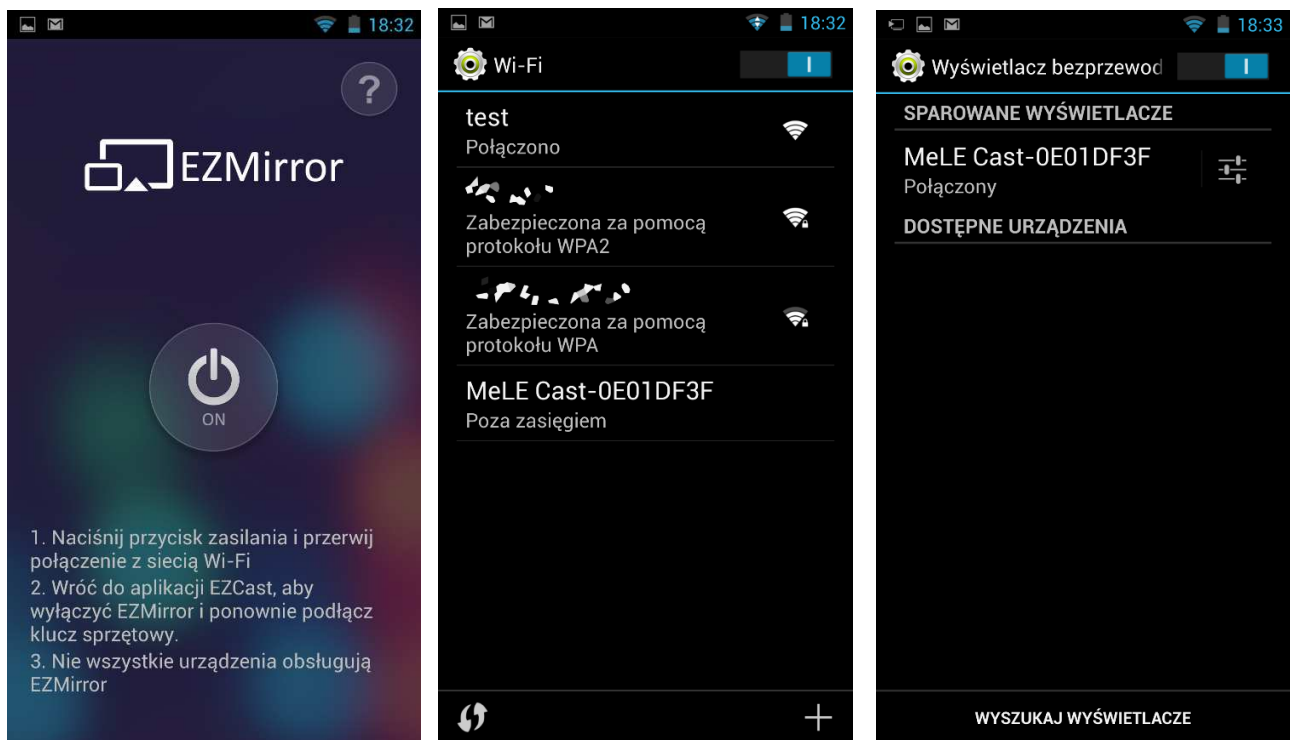 18:32
?
EZMirror
ON
1. Naciśnij przycisk zasilania i przerwij
połączenie z siecią Wi-Fi
2. Wróć do aplikacji EZCast, aby
wyłączyć EZMirror i ponownie podłącz
klucz sprzętowy.
3. Nie wszystkie urządzenia obsługują
EZMirror
18:32
Wi-Fi
test
Połączono
Zabezpieczona za pomocą
protokołu WPA2
Zabezpieczona za pomocą
protokołu WPA
MeLE Cast-0E01DF3F
Poza zasięgiem
18:33
Wyświetlacz bezprzewod
SPAROWANE WYŚWIETLACZE
MeLE Cast-0E01DF3F
Połączony
DOSTĘPNE URZĄDZENIA
WYSZUKAJ WYŚWIETLACZE